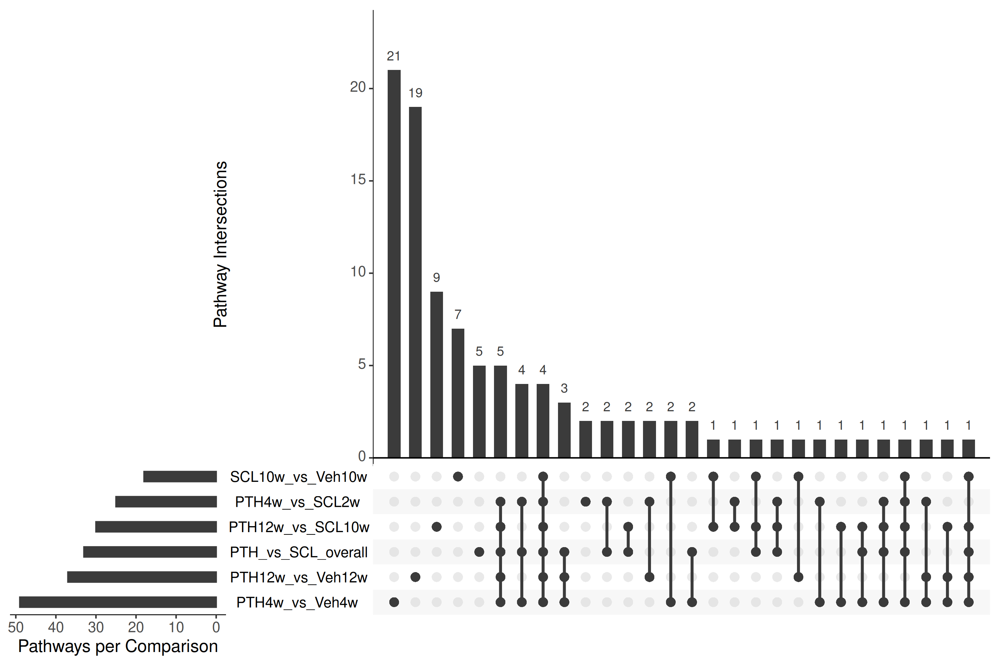 21
19
9
7
5 5
4 4
3
2 2 2 2 2 2
1 1 1 1 1 1 1 1 1 1 1 1 1
20
15
10
5
0
Pathway Intersections
SCL10w_vs_Veh10w
PTH4w_vs_SCL2w
PTH12w_vs_SCL10w
PTH_vs_SCL_overall
PTH12w_vs_Veh12w
PTH4w_vs_Veh4w
50 40 30 20 10 0
Pathways per Comparison